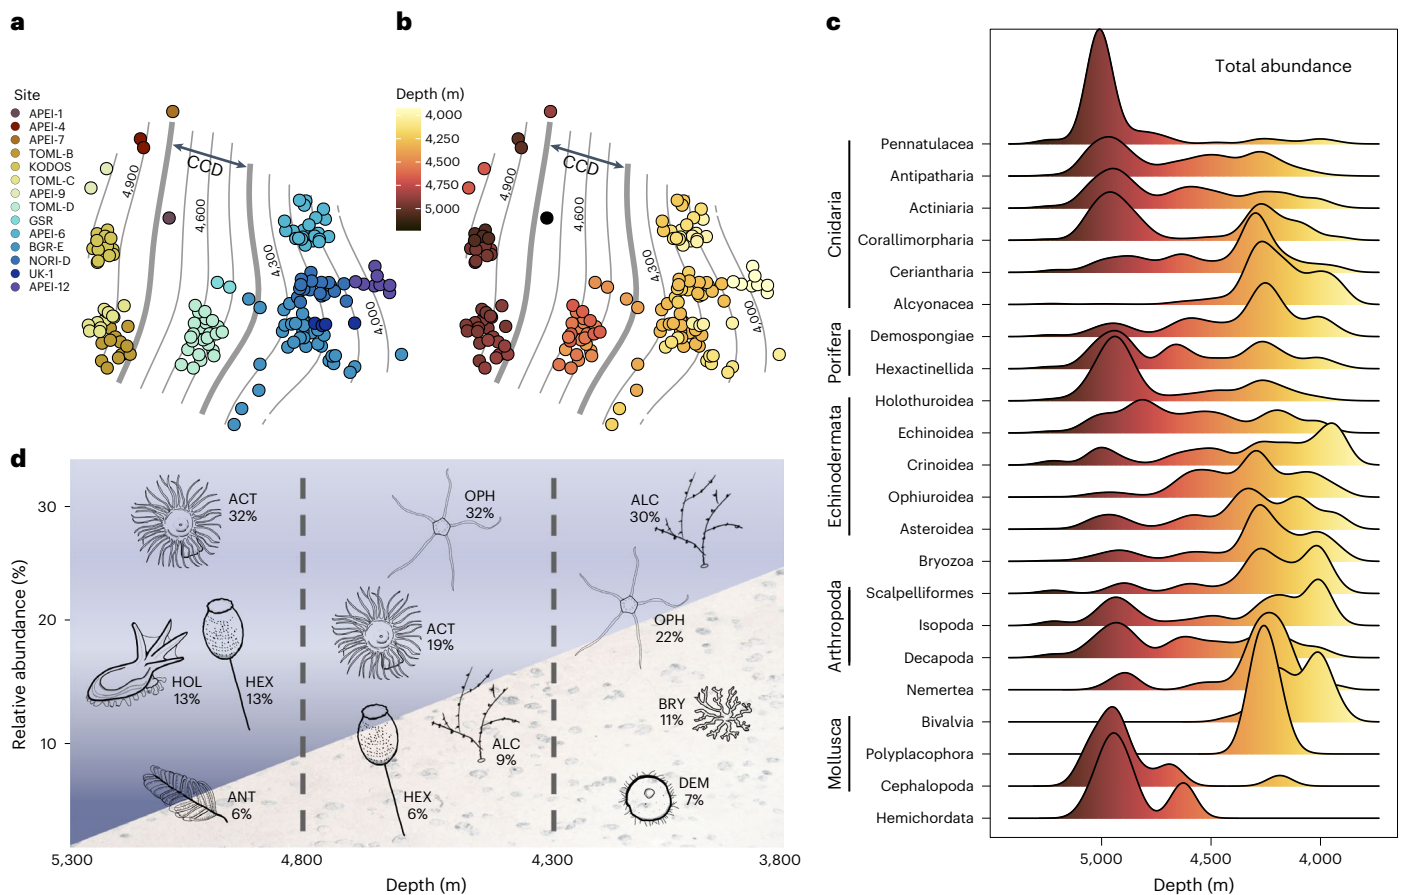 a
Site
APEI-1
APEI-4
APEI-7
TOML-B
KODOS
TOML-C
APEI-9
TOML-D
GSR
APEI-6
BGR-E
NORI-D
UK-1
APEI-12
CCD
4,900
4,600
4,300
4,000
b
Depth (m)
4,000
4,250
4,500
4,750
5,000
CCD
4,900
4,600
4,300
4,000
c
Total abundance
Cnidaria
Pennatulacea
Antipatharia
Actiniaria
Corallimorpharia
Ceriantharia
Alcyonacea
Porifera
Demospongiae
Hexactinellida
Echinodermata
Holothuroidea
Echinoidea
Crinoidea
Ophiuroidea
Asteroidea
Bryozoa
Arthropoda
Scalpelliformes
Isopoda
Decapoda
Nemertea
Mollusca
Bivalvia
Polyplacophora
Cephalopoda
Hemichordata
5,000
4,500
4,000
Depth (m)
d
Relative abundance (%)
30
20
10
ACT
32%
HOL
13%
HEX
13%
ANT
6%
OPH
32%
ACT
19%
ALC
9%
HEX
6%
ALC
30%
OPH
22%
BRY
11%
DEM
7%
5,300
4,800
4,300
3,800
Depth (m)